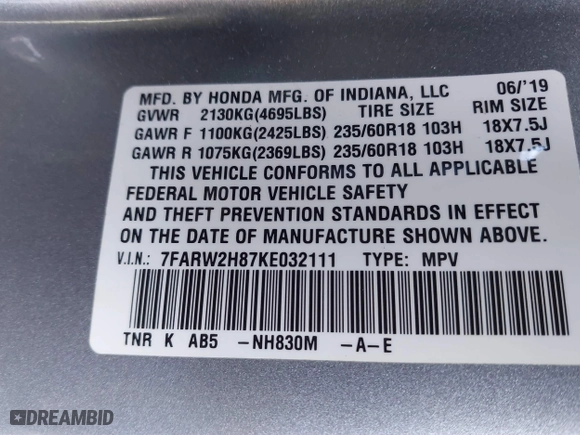 MFD. BY HONDA MFG. OF INDIANA, LLC 06/'19
GVWR 2130KG(4695LBS) TIRE SIZE RIM SIZE
GAWR F 1100KG(2425LBS) 235/60R18 103H 18X7.5J
GAWR R 1075KG(2369LBS) 235/60R18 103H 18X7.5J
THIS VEHICLE CONFORMS TO ALL APPLICABLE
FEDERAL MOTOR VEHICLE SAFETY
AND THEFT PREVENTION STANDARDS IN EFFECT
ON THE DATE OF MANUFACTURE SHOWN ABOVE.
V.I.N.: 7FARW2H87KE032111 TYPE: MPV
TNR K AB5 -NH830M -A-E
DREAMBID